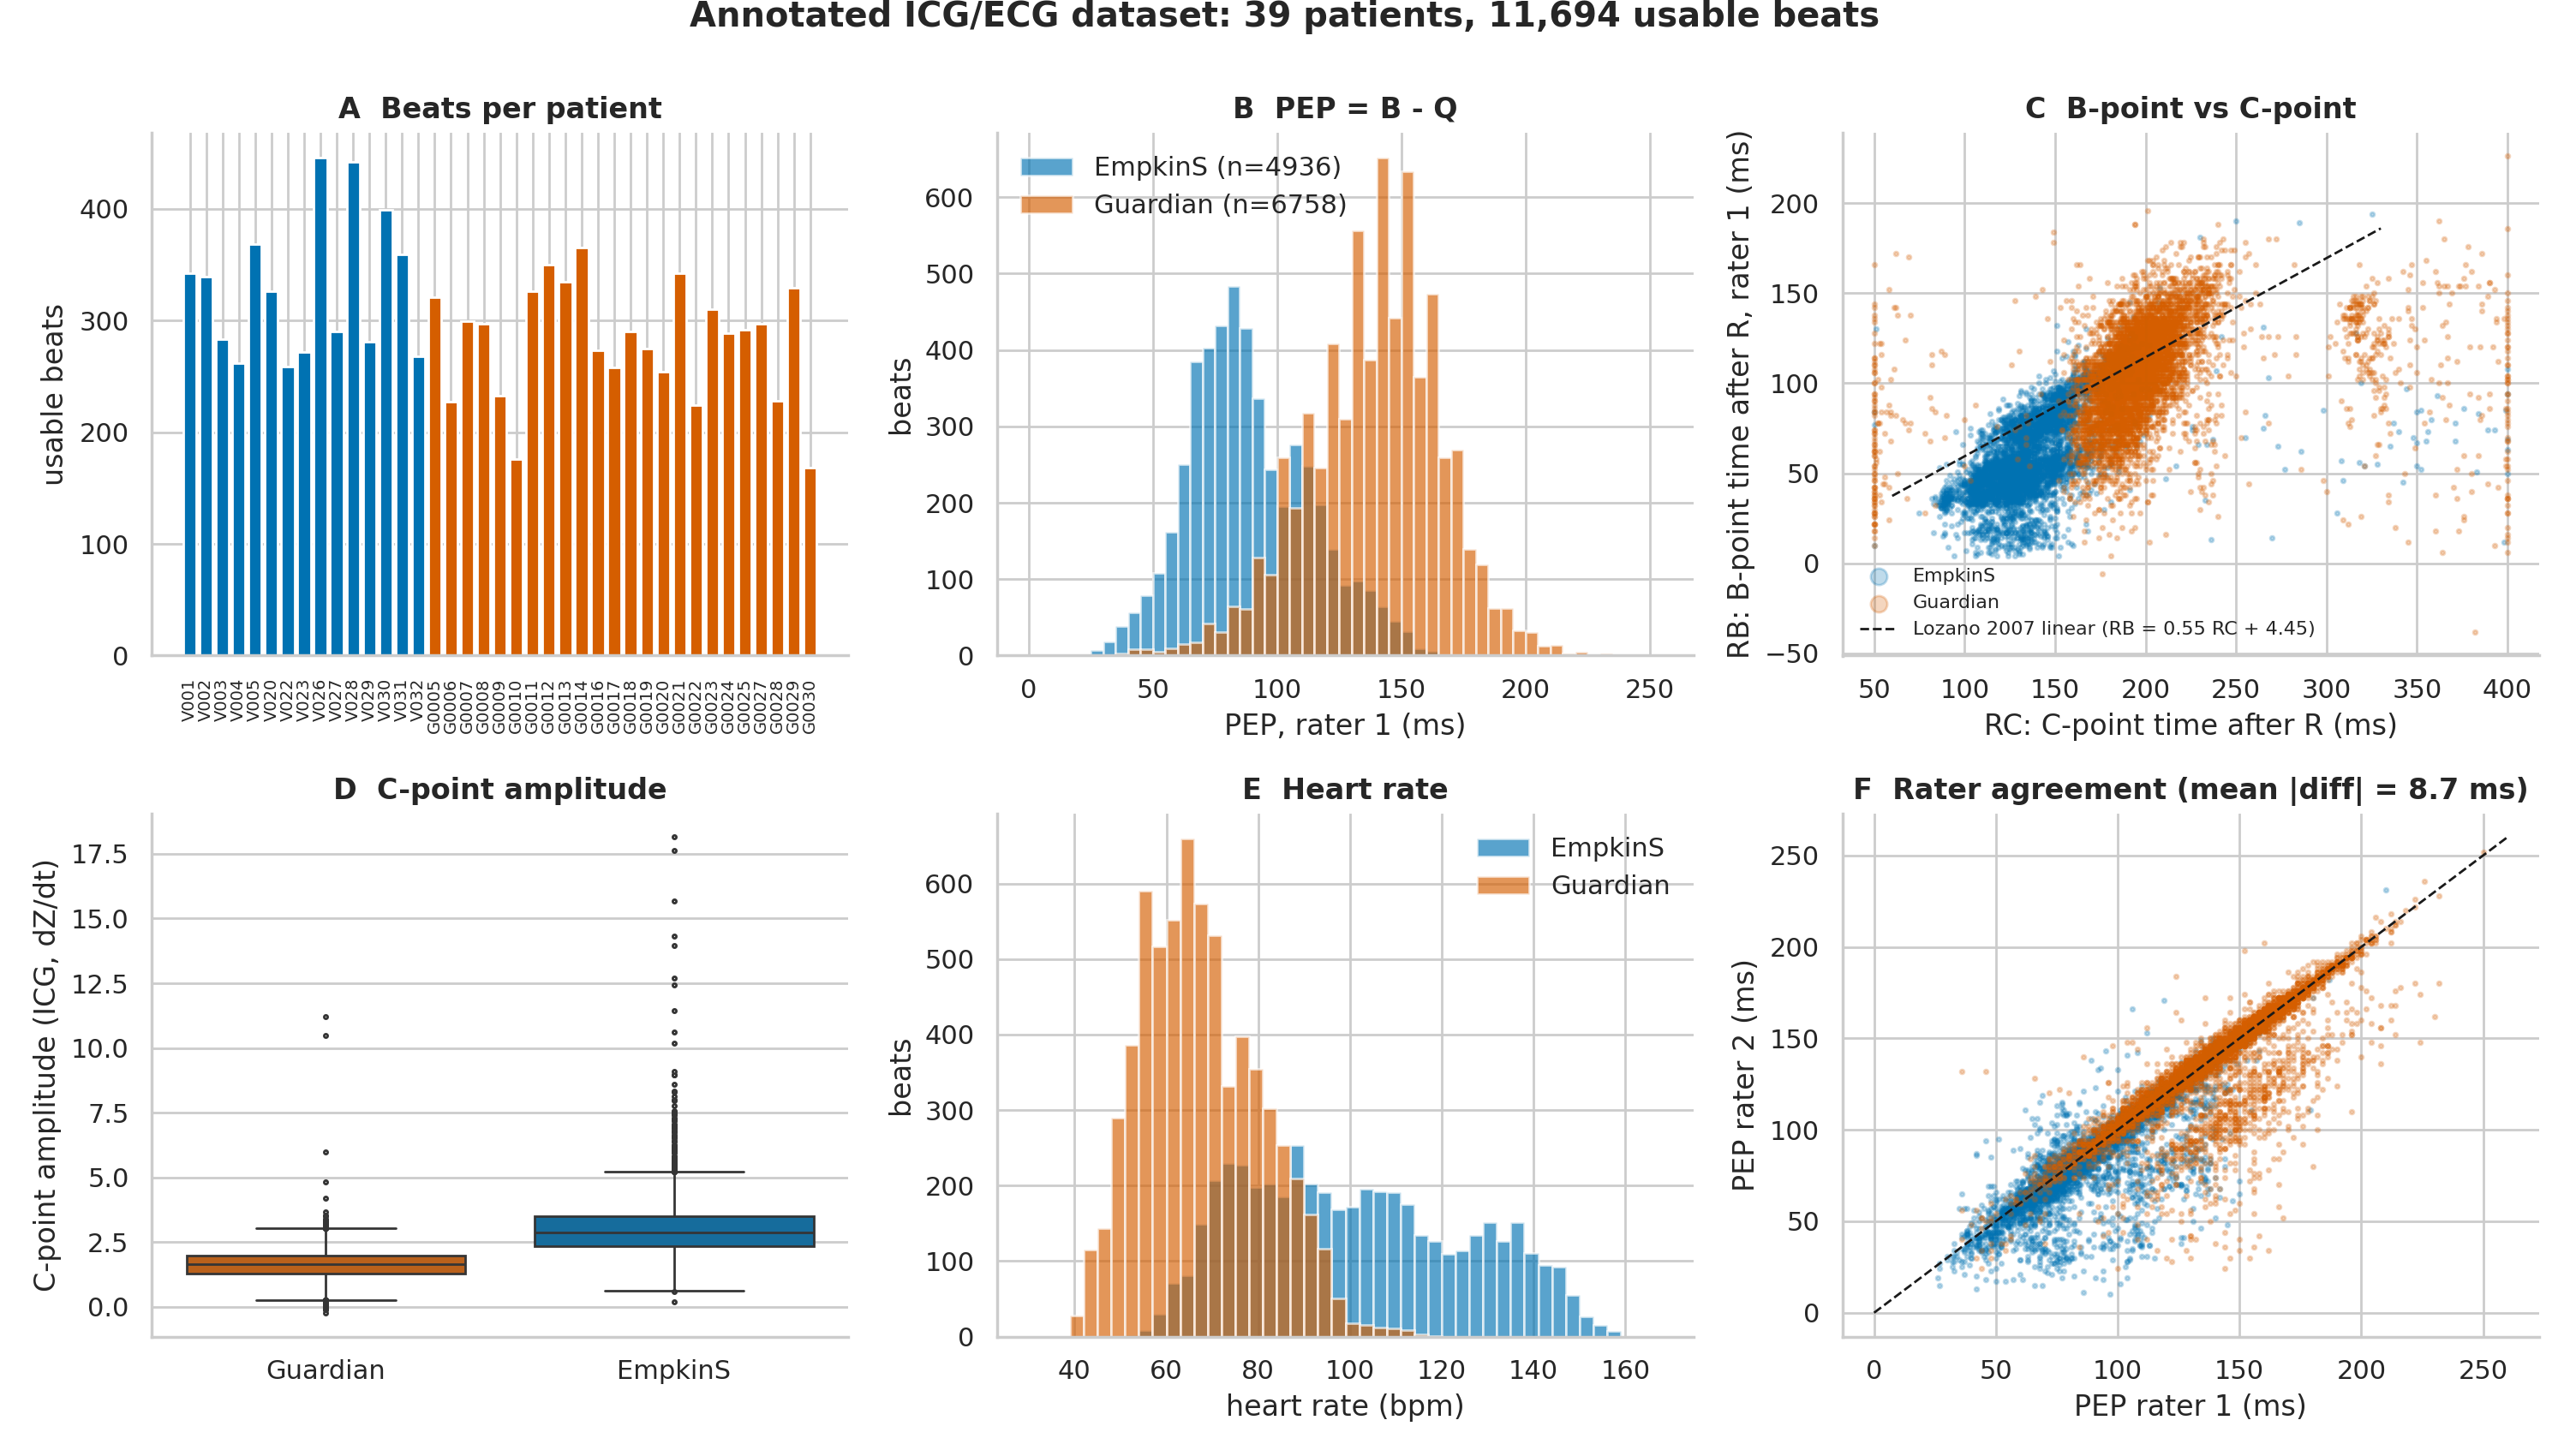 Annotated ICG/ECG dataset: 39 patients, 11,694 usable beats
A Beats per patient
usable beats
400
300
200
100
0
V001 V002 V003 V004 V005 V020 V022 V023 V026 V027 V028 V029 V030 V031 V032 G0005 G0006 G0007 G0008 G0009 G0010 G0011 G0012 G0013 G0014 G0016 G0017 G0018 G0019 G0020 G0021 G0022 G0023 G0024 G0025 G0027 G0028 G0029 G0030
B PEP = B - Q
EmpkinS (n=4936)
Guardian (n=6758)
beats
600
500
400
300
200
100
0
0 50 100 150 200 250
PEP, rater 1 (ms)
C B-point vs C-point
RB: B-point time after R, rater 1 (ms)
200
150
100
50
0
−50
EmpkinS
Guardian
Lozano 2007 linear (RB = 0.55 RC + 4.45)
50 100 150 200 250 300 350 400
RC: C-point time after R (ms)
D C-point amplitude
C-point amplitude (ICG, dZ/dt)
17.5
15.0
12.5
10.0
7.5
5.0
2.5
0.0
Guardian EmpkinS
E Heart rate
EmpkinS
Guardian
beats
600
500
400
300
200
100
0
40 60 80 100 120 140 160
heart rate (bpm)
F Rater agreement (mean |diff| = 8.7 ms)
PEP rater 2 (ms)
250
200
150
100
50
0
0 50 100 150 200 250
PEP rater 1 (ms)